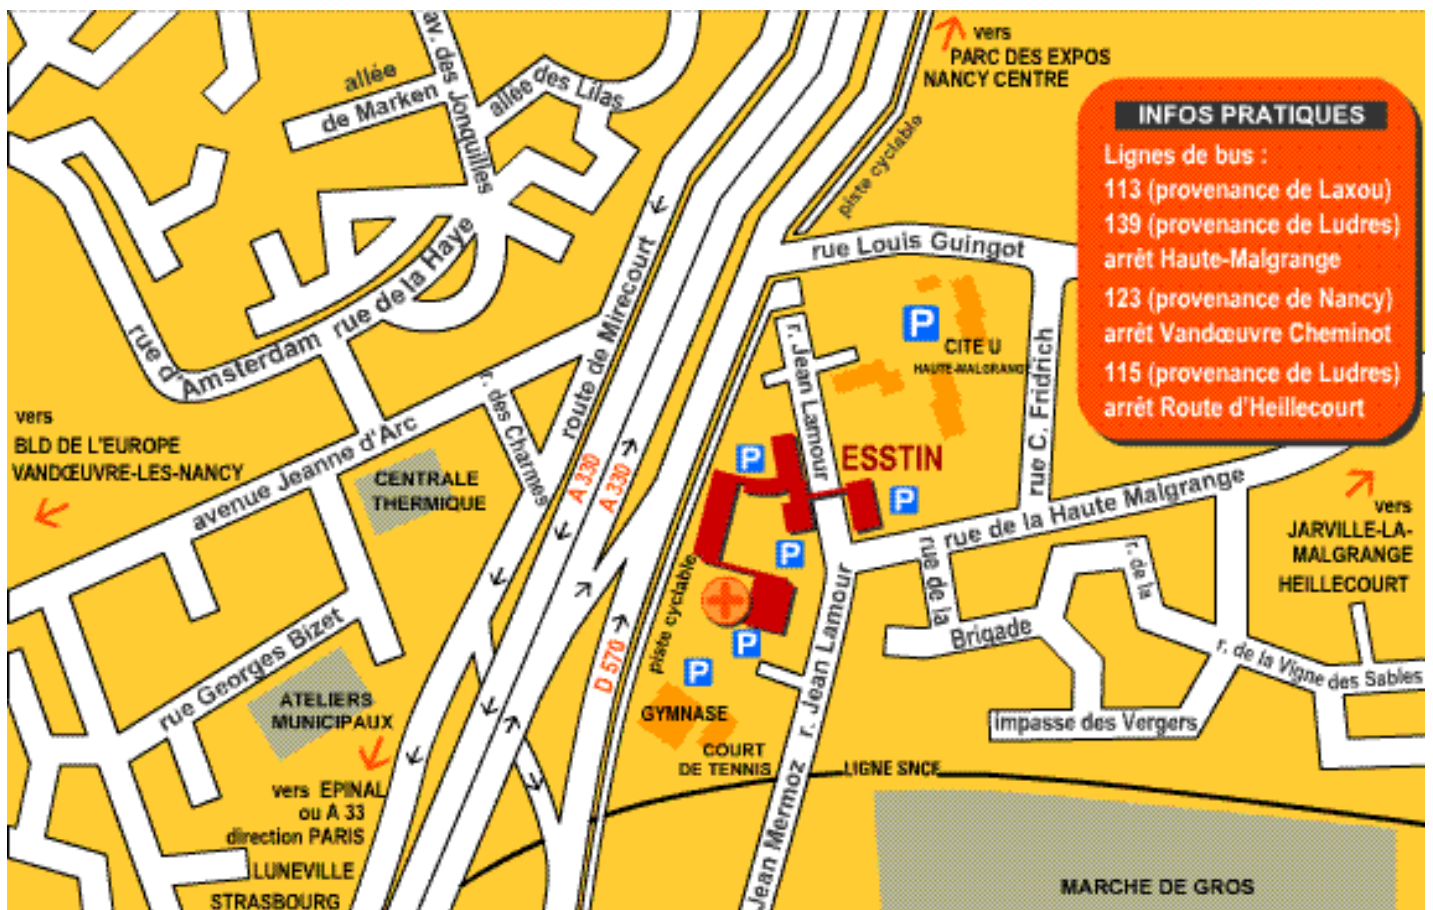 vers
PARC DES EXPOS
NANCY CENTRE
INFOS PRATIQUES
Lignes de bus :
113 (provenance de Laxou)
139 (provenance de Ludres)
arrêt Haute-Malgrange
123 (provenance de Nancy)
arrêt Vandœuvre Cheminot
115 (provenance de Ludres)
arrêt Route d'Heillecourt
av. des Jonquilles
allée
de Marken
allée des Lilas
piste cyclable
rue Louis Guingot
rue d'Amsterdam
rue de la Haye
route de Mirecourt
r. Jean Lamour
P
CITE U
HAUTE-MALGRANGE
rue C. Fridrich
vers
BLD DE L'EUROPE
VANDŒUVRE-LES-NANCY
avenue Jeanne d'Arc
r. des Charmes
CENTRALE
THERMIQUE
A 330
A 330
P
ESSTIN
P
rue de la Haute Malgrange
vers
JARVILLE-LA-
MALGRANGE
HEILLECOURT
P
piste cyclable
rue de la
Brigade
r. de la
r. de la Vigne des Sables
rue Georges Bizet
D 570
P
P
r. Jean Lamour
ATELIERS
MUNICIPAUX
GYMNASE
impasse des Vergers
COURT
DE TENNIS
LIGNE SNCF
vers EPINAL
ou A 33
direction PARIS
LUNEVILLE
STRASBOURG
r. Jean Mermoz
MARCHE DE GROS